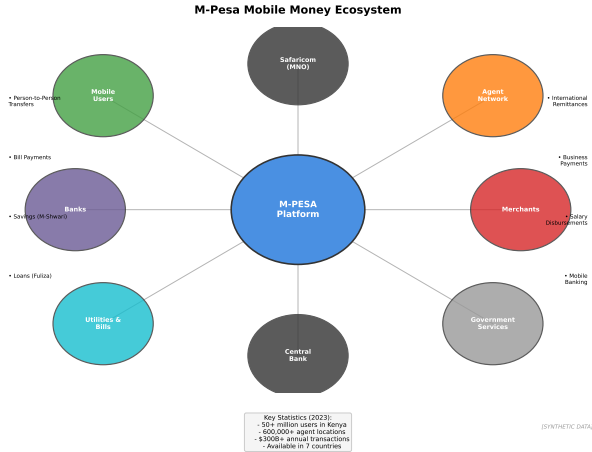 M-Pesa Mobile Money Ecosystem
Safaricom
(MNO)
Mobile
Users
Agent
Network
• Person-to-Person
Transfers
• International
Remittances
• Bill Payments
• Business
Payments
M-PESA
Platform
Banks
Merchants
• Savings (M-Shwari)
• Salary
Disbursements
• Loans (Fuliza)
• Mobile
Banking
Utilities &
Bills
Government
Services
Central
Bank
Key Statistics (2023):
- 50+ million users in Kenya
- 600,000+ agent locations
- $300B+ annual transactions
- Available in 7 countries
[SYNTHETIC DATA]